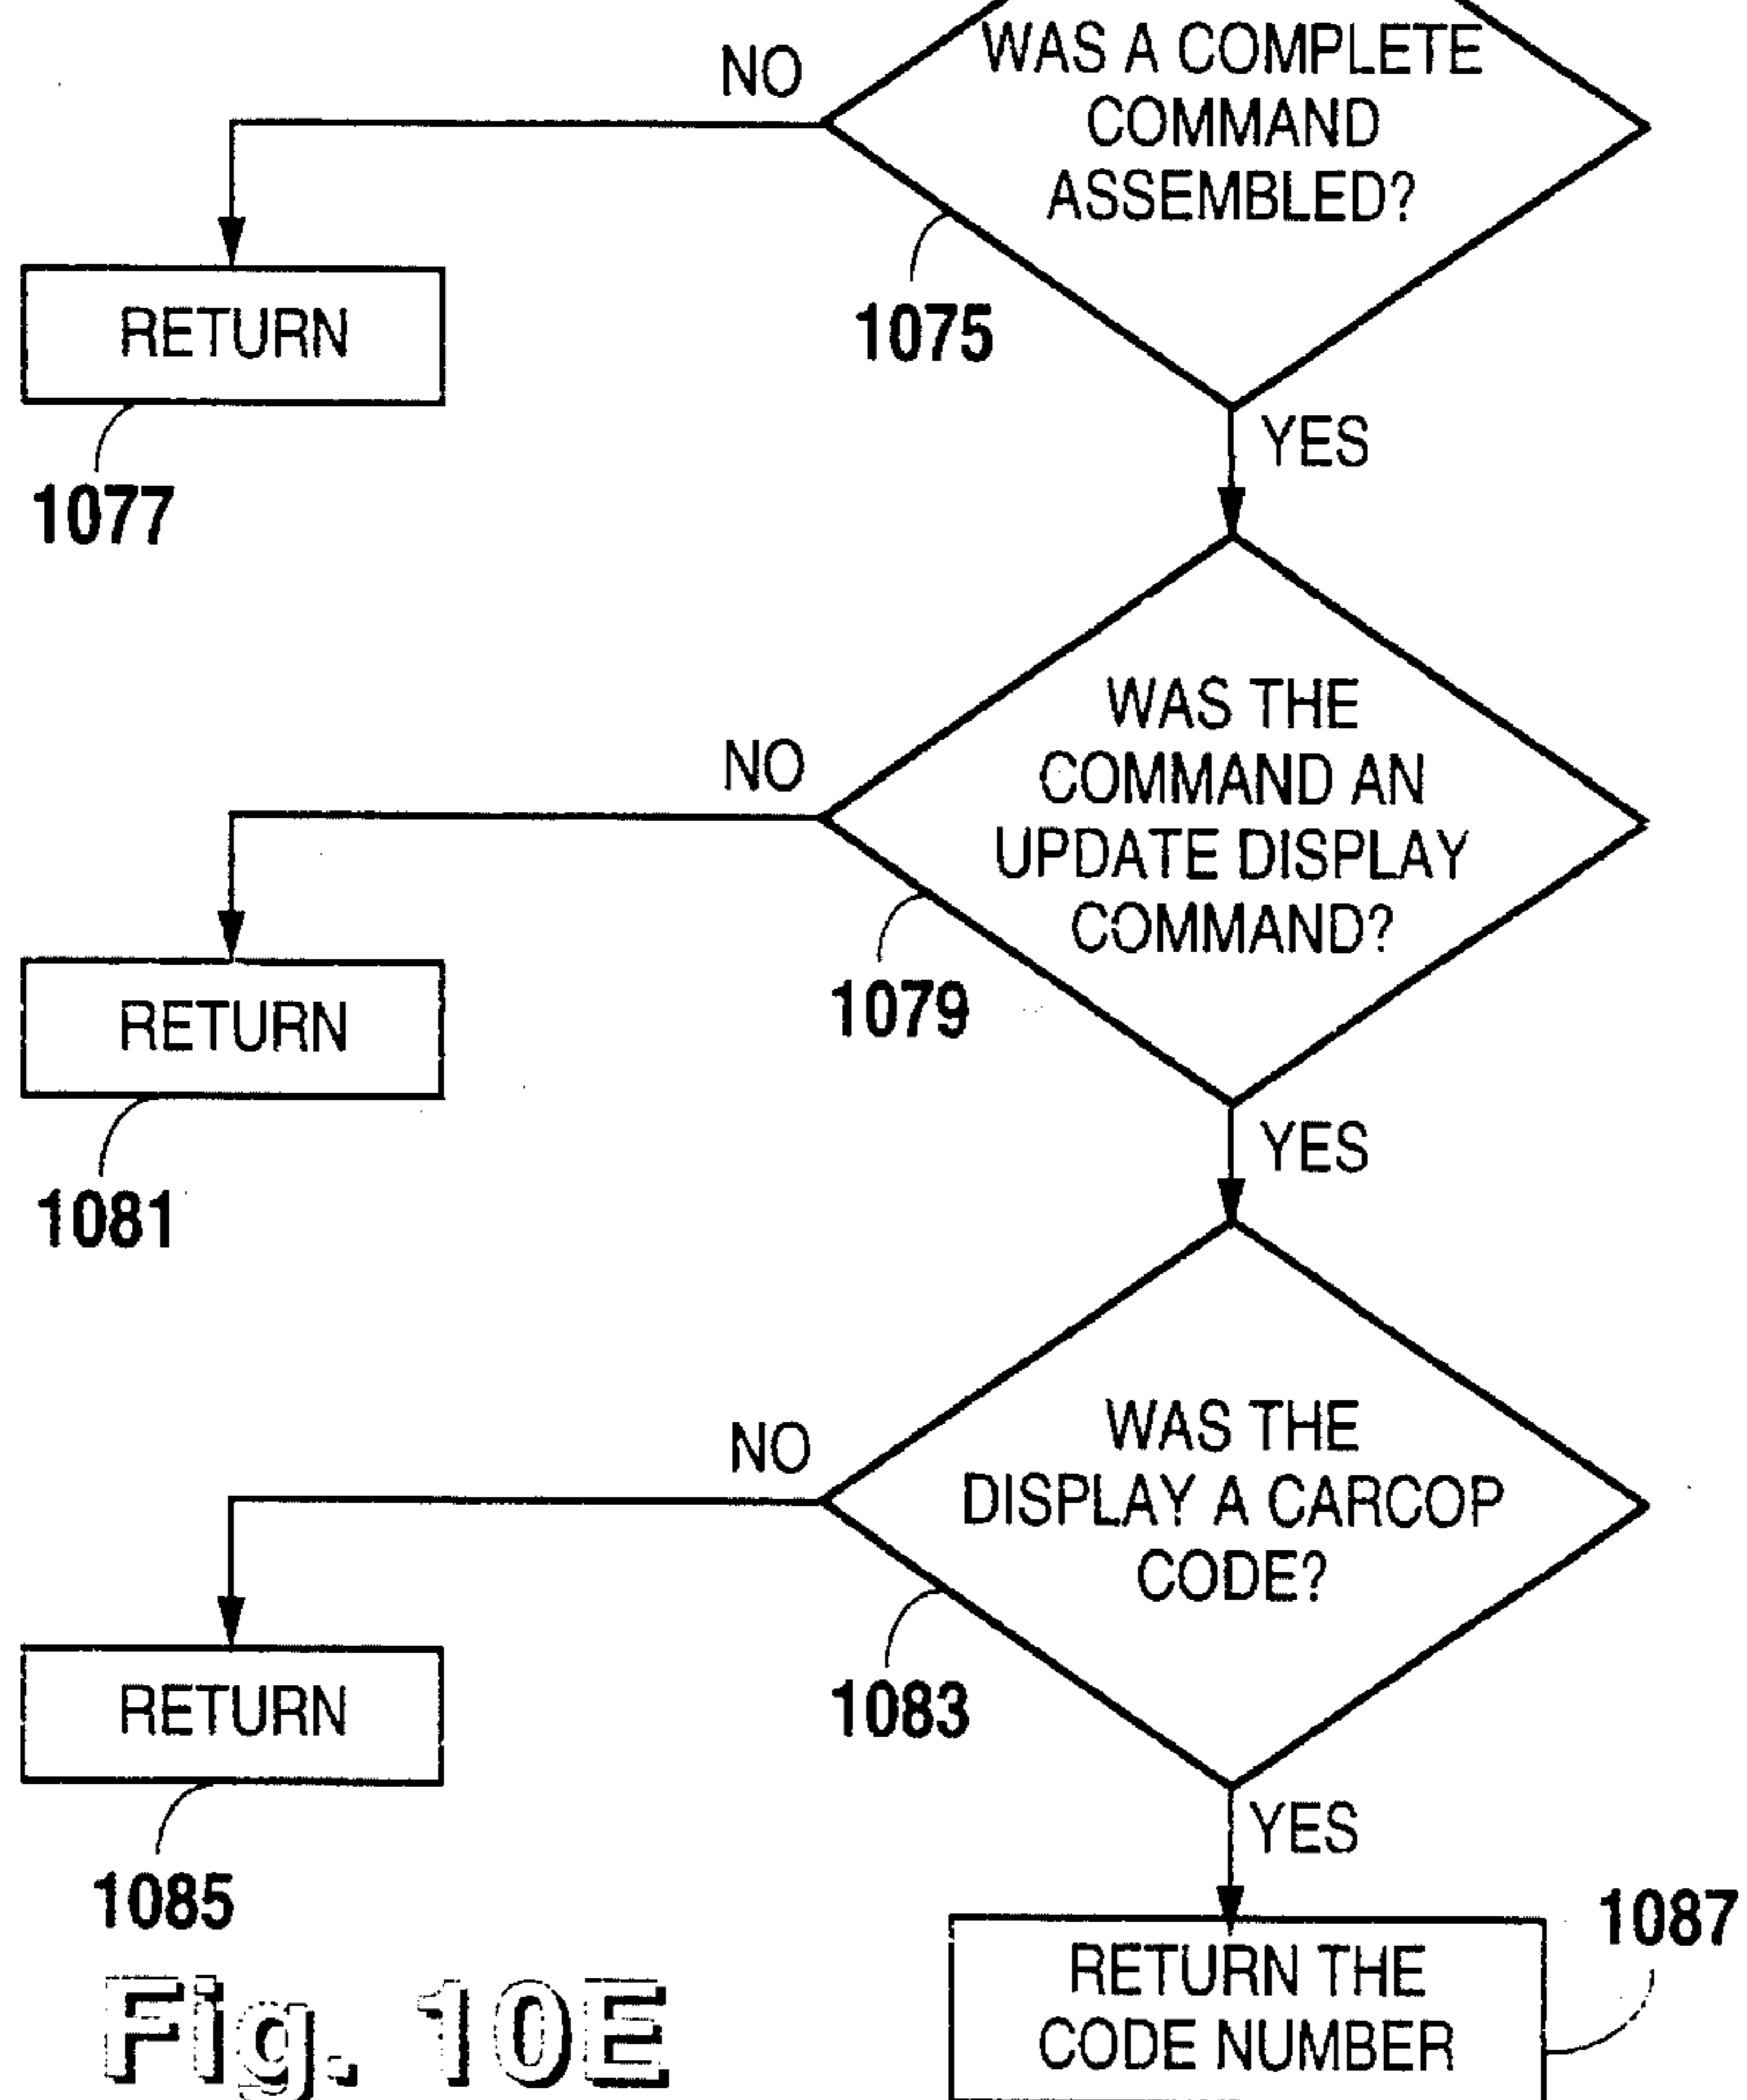 NO
WAS A COMPLETE
COMMAND
ASSEMBLED?
RETURN
1075
YES
1077
WAS THE
COMMAND AN
UPDATE DISPLAY
COMMAND?
NO
RETURN
1079
YES
1081
WAS THE
DISPLAY A CARCOP
CODE?
NO
RETURN
1083
YES
1085
1087
RETURN THE
CODE NUMBER
Fig. 10E